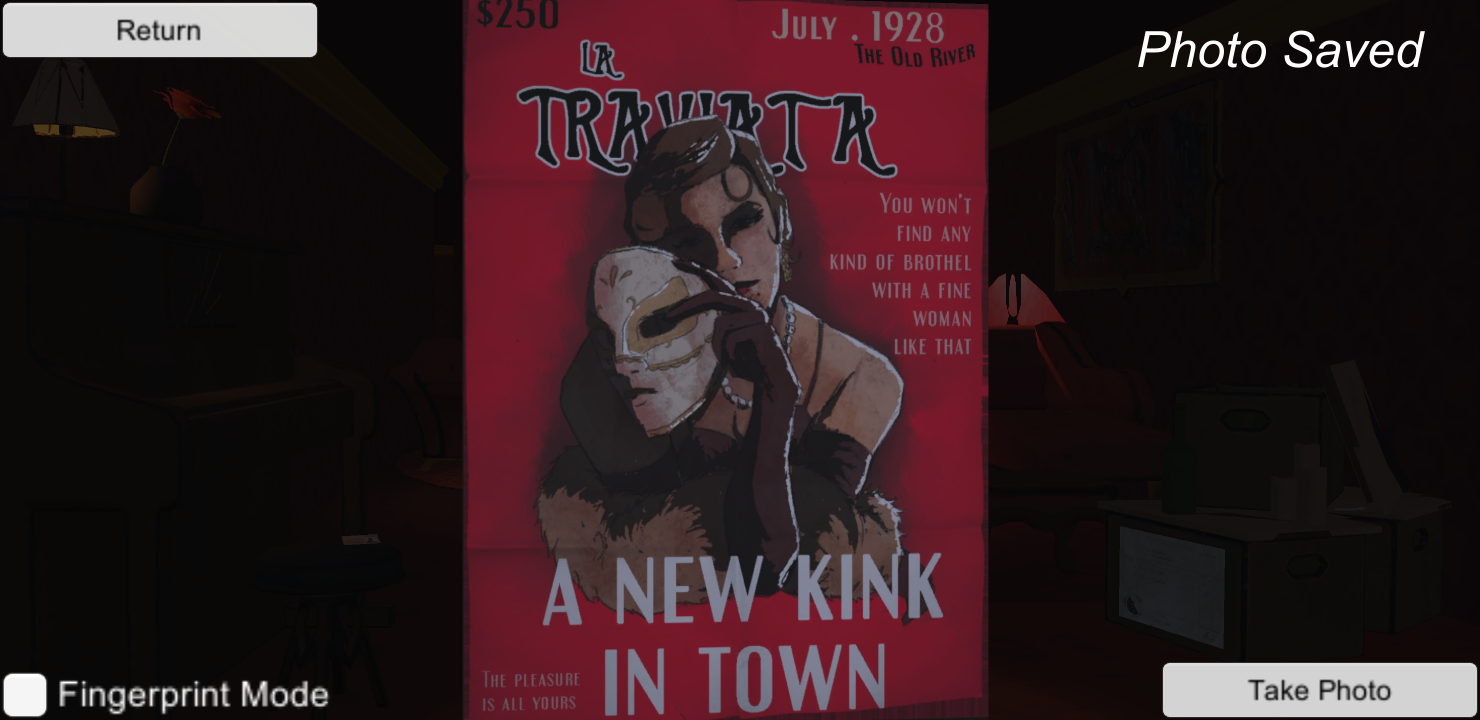 Return
$250
July . 1928
The Old River
Photo Saved
La
Traviata
You won't
find any
kind of brothel
with a fine
woman
like that
A NEW KINK
IN TOWN
The pleasure
is all yours
Fingerprint Mode
Take Photo